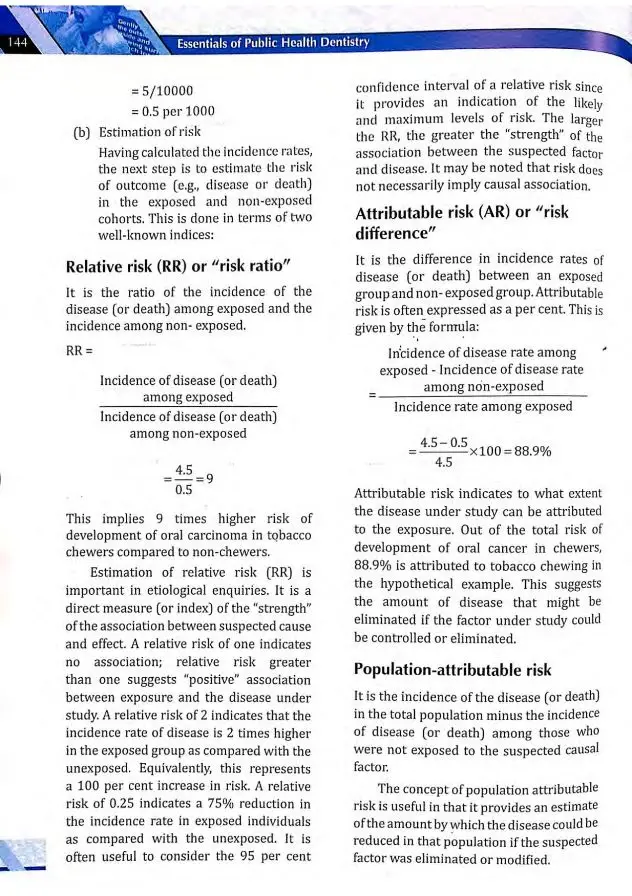 144
Essentials of Public Health Dentistry
= 5/10000
= 0.5 per 1000
(b) Estimation of risk
Having calculated the incidence rates,
the next step is to estimate the risk
of outcome (e.g., disease or death)
in the exposed and non-exposed
cohorts. This is done in terms of two
well-known indices:
Relative risk (RR) or "risk ratio"
It is the ratio of the incidence of the
disease (or death) among exposed and the
incidence among non- exposed.
RR =
Incidence of disease (or death)
among exposed
Incidence of disease (or death)
among non-exposed
= 4.5 / 0.5 = 9
This implies 9 times higher risk of
development of oral carcinoma in tobacco
chewers compared to non-chewers.
Estimation of relative risk (RR) is
important in etiological enquiries. It is a
direct measure (or index) of the "strength"
of the association between suspected cause
and effect. A relative risk of one indicates
no association; relative risk greater
than one suggests "positive" association
between exposure and the disease under
study. A relative risk of 2 indicates that the
incidence rate of disease is 2 times higher
in the exposed group as compared with the
unexposed. Equivalently, this represents
a 100 per cent increase in risk. A relative
risk of 0.25 indicates a 75% reduction in
the incidence rate in exposed individuals
as compared with the unexposed. It is
often useful to consider the 95 per cent
confidence interval of a relative risk since
it provides an indication of the likely
and maximum levels of risk. The larger
the RR, the greater the "strength" of the
association between the suspected factor
and disease. It may be noted that risk does
not necessarily imply causal association.
Attributable risk (AR) or "risk
difference"
It is the difference in incidence rates of
disease (or death) between an exposed
group and non- exposed group. Attributable
risk is often expressed as a per cent. This is
given by the formula:
Incidence of disease rate among
exposed - Incidence of disease rate
= among non-exposed
Incidence rate among exposed
= 4.5 – 0.5 / 4.5 x100 = 88.9%
Attributable risk indicates to what extent
the disease under study can be attributed
to the exposure. Out of the total risk of
development of oral cancer in chewers,
88.9% is attributed to tobacco chewing in
the hypothetical example. This suggests
the amount of disease that might be
eliminated if the factor under study could
be controlled or eliminated.
Population-attributable risk
It is the incidence of the disease (or death)
in the total population minus the incidence
of disease (or death) among those who
were not exposed to the suspected causal
factor.
The concept of population attributable
risk is useful in that it provides an estimate
of the amount by which the disease could be
reduced in that population if the suspected
factor was eliminated or modified.